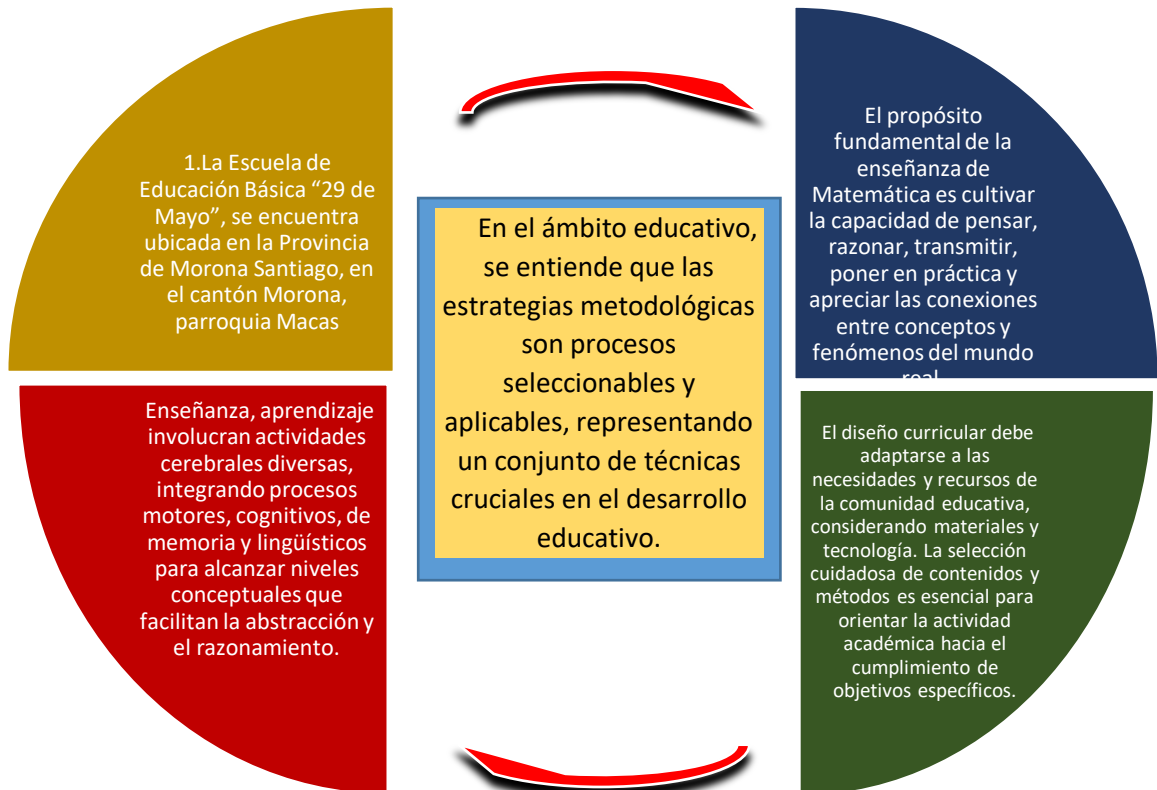 1.La Escuela de
Educación Básica “29 de
Mayo”, se encuentra
ubicada en la Provincia
de Morona Santiago, en
el cantón Morona,
parroquia Macas
El propósito
fundamental de la
enseñanza de
Matemática es cultivar
la capacidad de pensar,
razonar, transmitir,
poner en práctica y
apreciar las conexiones
entre conceptos y
fenómenos del mundo
real
En el ámbito educativo,
se entiende que las
estrategias metodológicas
son procesos
seleccionables y
aplicables, representando
un conjunto de técnicas
cruciales en el desarrollo
educativo.
Enseñanza, aprendizaje
involucran actividades
cerebrales diversas,
integrando procesos
motores, cognitivos, de
memoria y lingüísticos
para alcanzar niveles
conceptuales que
facilitan la abstracción y
el razonamiento.
El diseño curricular debe
adaptarse a las
necesidades y recursos de
la comunidad educativa,
considerando materiales y
tecnología. La selección
cuidadosa de contenidos y
métodos es esencial para
orientar la actividad
académica hacia el
cumplimiento de
objetivos específicos.